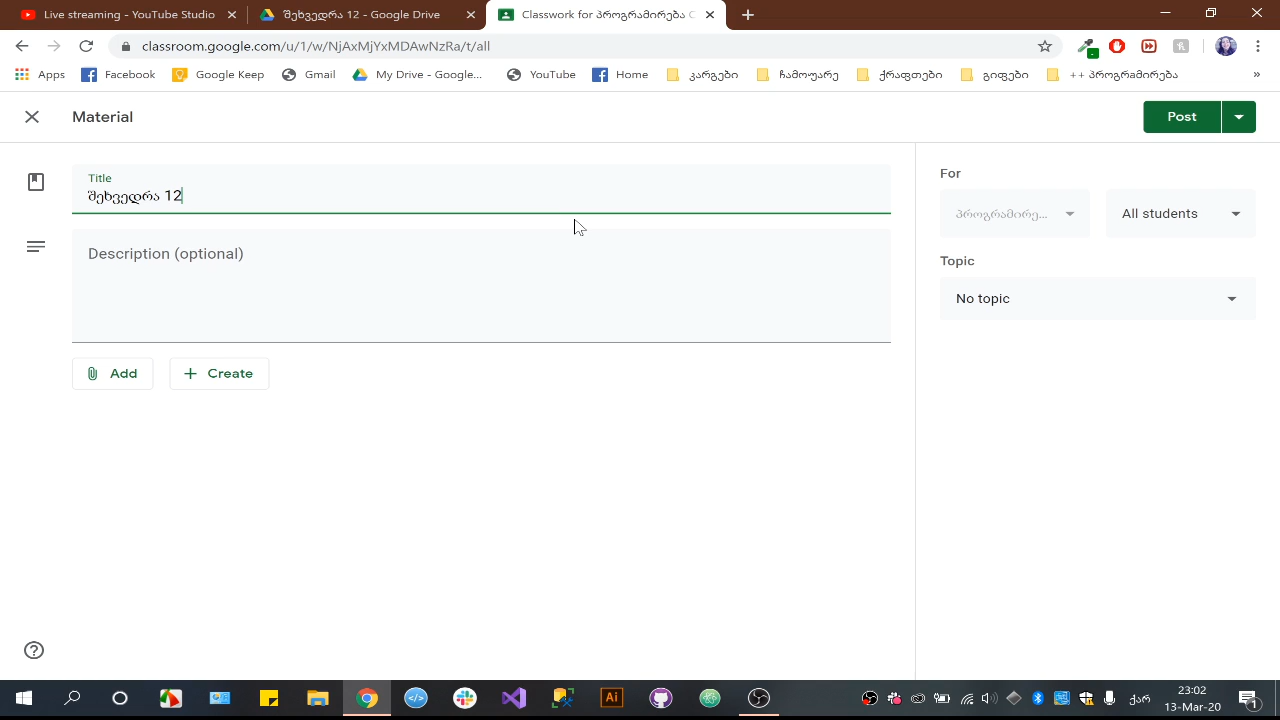 Live streaming - YouTube Studio
შეხვედრა 12 - Google Drive
Classwork for პროგრამირება C
classroom.google.com/u/1/w/NjAxMjYxMDAwNzRa/t/all
Apps Facebook Google Keep Gmail My Drive - Google... YouTube Home კარგები ჩამოუარე ქრაფთები გიფები ++ პროგრამირება »
Material
Post
Title
შეხვედრა 12
Description (optional)
Add
Create
For
პროგრამირე...
All students
Topic
No topic
Ai
ქარ
23:02
13-Mar-20
1